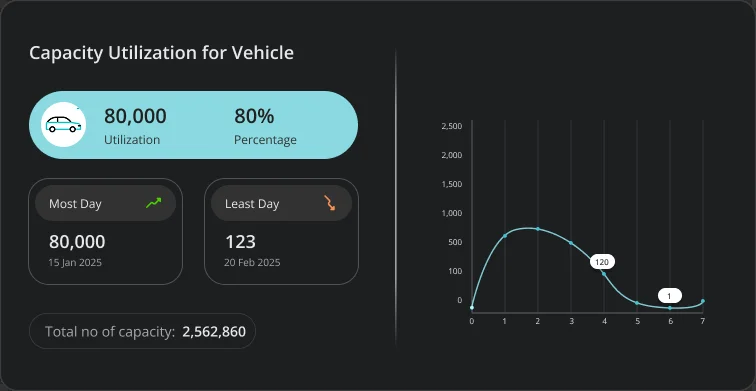 Capacity Utilization for Vehicle
80,000 80%
Utilization Percentage
Most Day
80,000
15 Jan 2025
Least Day
123
20 Feb 2025
Total no of capacity: 2,562,860
2,500
2,000
1,500
1,000
500
100
0
120
1
0 1 2 3 4 5 6 7